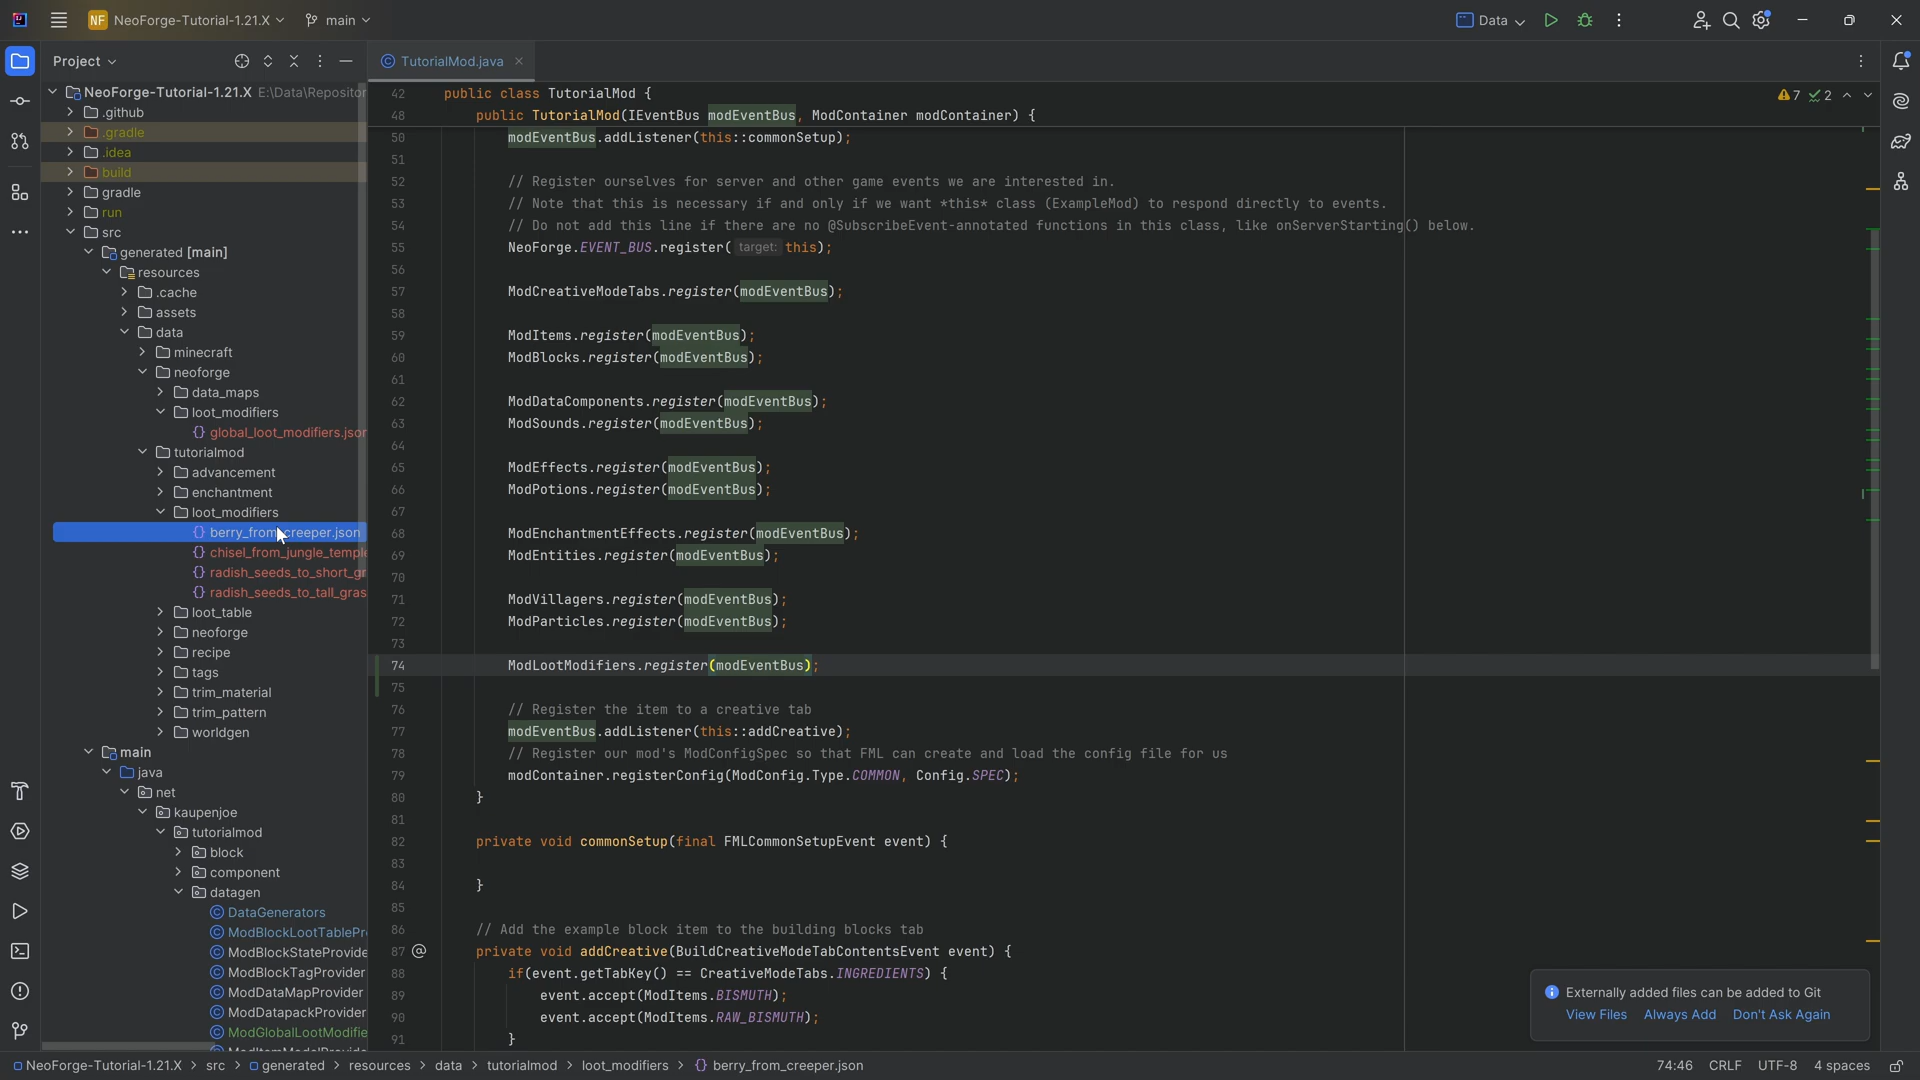 NF NeoForge-Tutorial-1.21.X main Data
Project
TutorialMod.java
NeoForge-Tutorial-1.21.X E:\Data\Repositor
.github
.gradle
.idea
build
gradle
run
src
generated [main]
resources
.cache
assets
data
minecraft
neoforge
data_maps
loot_modifiers
global_loot_modifiers.json
tutorialmod
advancement
enchantment
loot_modifiers
berry_from_creeper.json
chisel_from_jungle_temple
radish_seeds_to_short_gr
radish_seeds_to_tall_gras
loot_table
neoforge
recipe
tags
trim_material
trim_pattern
worldgen
main
java
net
kaupenjoe
tutorialmod
block
component
datagen
DataGenerators
ModBlockLootTablePr
ModBlockStateProvide
ModBlockTagProvider
ModDataMapProvider
ModDatapackProvider
ModGlobalLootModifie
7 2
42 public class TutorialMod {
48 public TutorialMod(IEventBus modEventBus, ModContainer modContainer) {
50 modEventBus.addListener(this::commonSetup);
51
52 // Register ourselves for server and other game events we are interested in.
53 // Note that this is necessary if and only if we want *this* class (ExampleMod) to respond directly to events.
54 // Do not add this line if there are no @SubscribeEvent-annotated functions in this class, like onServerStarting() below.
55 NeoForge.EVENT_BUS.register( target: this);
56
57 ModCreativeModeTabs.register(modEventBus);
58
59 ModItems.register(modEventBus);
60 ModBlocks.register(modEventBus);
61
62 ModDataComponents.register(modEventBus);
63 ModSounds.register(modEventBus);
64
65 ModEffects.register(modEventBus);
66 ModPotions.register(modEventBus);
67
68 ModEnchantmentEffects.register(modEventBus);
69 ModEntities.register(modEventBus);
70
71 ModVillagers.register(modEventBus);
72 ModParticles.register(modEventBus);
73
74 ModLootModifiers.register(modEventBus);
75
76 // Register the item to a creative tab
77 modEventBus.addListener(this::addCreative);
78 // Register our mod's ModConfigSpec so that FML can create and load the config file for us
79 modContainer.registerConfig(ModConfig.Type.COMMON, Config.SPEC);
80 }
81
82 private void commonSetup(final FMLCommonSetupEvent event) {
83
84 }
85
86 // Add the example block item to the building blocks tab
87 private void addCreative(BuildCreativeModeTabContentsEvent event) {
88 if(event.getTabKey() == CreativeModeTabs.INGREDIENTS) {
89 event.accept(ModItems.BISMUTH);
90 event.accept(ModItems.RAW_BISMUTH);
91 }
Externally added files can be added to Git
View Files Always Add Don't Ask Again
NeoForge-Tutorial-1.21.X > src > generated > resources > data > tutorialmod > loot_modifiers > {} berry_from_creeper.json
74:46 CRLF UTF-8 4 spaces